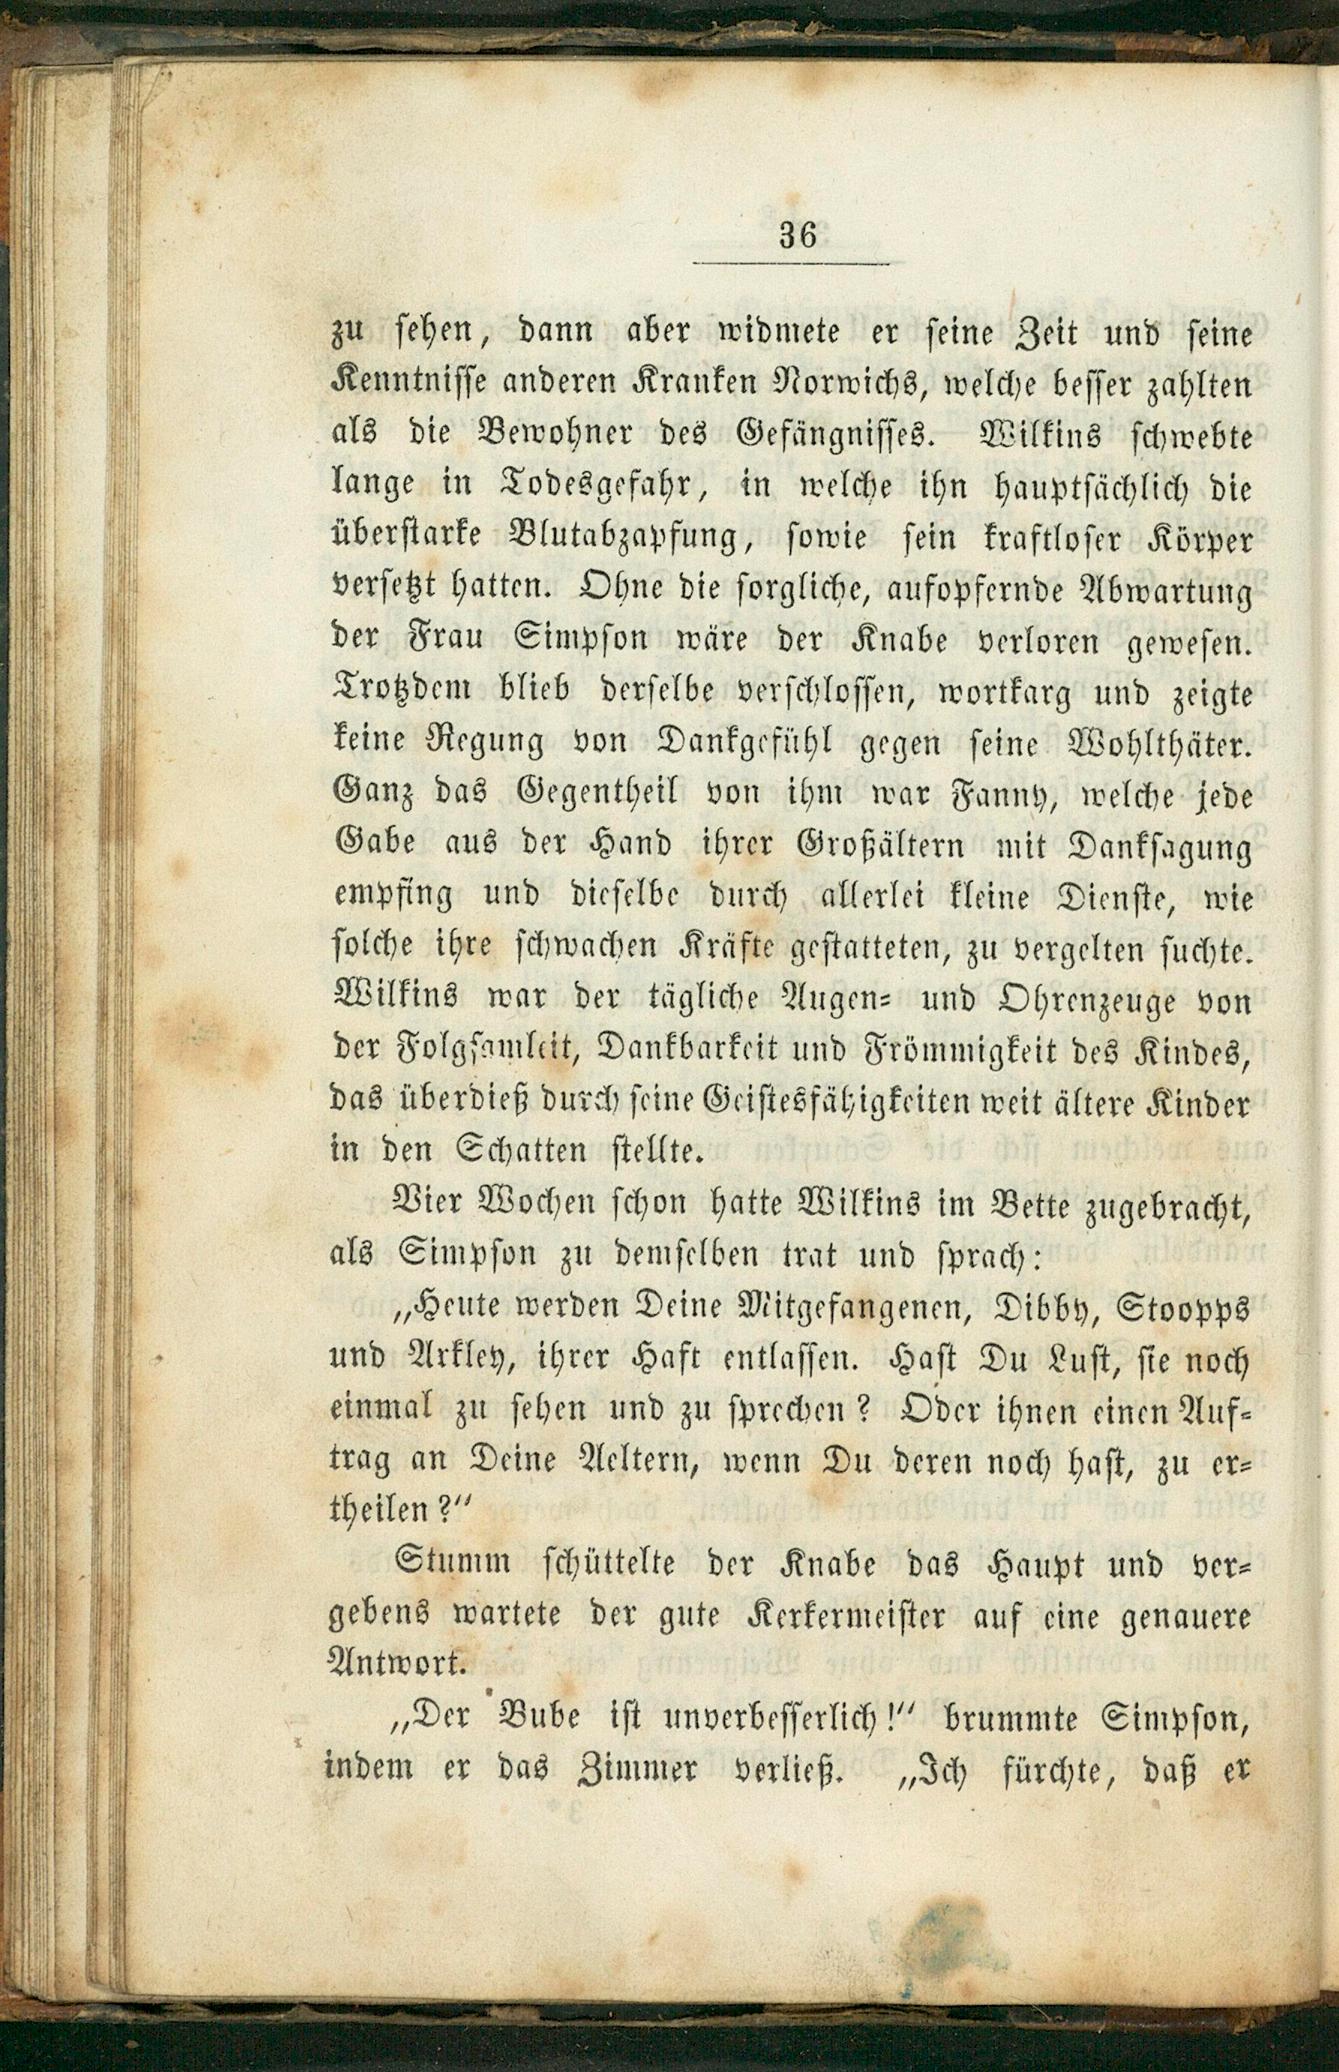 36
zu sehen, dann aber widmete er seine Zeit und seine
Kenntnisse anderen Kranken Norwichs, welche besser zahlten
als die Bewohner des Gefängnisses. Wilkins schwebte
lange in Todesgefahr, in welche ihn hauptsächlich die
überstarke Blutabzapfung, sowie sein kraftloser Körper
versetzt hatten. Ohne die sorgliche, aufopfernde Abwartung
der Frau Simpson wäre der Knabe verloren gewesen.
Trotzdem blieb derselbe verschlossen, wortkarg und zeigte
keine Regung von Dankgefühl gegen seine Wohlthäter.
Ganz das Gegentheil von ihm war Fanny, welche jede
Gabe aus der Hand ihrer Großältern mit Danksagung
empfing und dieselbe durch allerlei kleine Dienste, wie
solche ihre schwachen Kräfte gestatteten, zu vergelten suchte.
Wilkins war der tägliche Augen= und Ohrenzeuge von
der Folgsamkeit, Dankbarkeit und Frömmigkeit des Kindes,
das überdieß durch seine Geistesfähigkeiten weit ältere Kinder
in den Schatten stellte.
Vier Wochen schon hatte Wilkins im Bette zugebracht,
als Simpson zu demselben trat und sprach:
„Heute werden Deine Mitgefangenen, Dibby, Stoopps
und Arkley, ihrer Haft entlassen. Hast Du Lust, sie noch
einmal zu sehen und zu sprechen? Oder ihnen einen Auf=
trag an Deine Aeltern, wenn Du deren noch hast, zu er=
theilen?“
Stumm schüttelte der Knabe das Haupt und ver=
gebens wartete der gute Kerkermeister auf eine genauere
Antwort.
„Der Bube ist unverbesserlich!“ brummte Simpson,
indem er das Zimmer verließ. „Ich fürchte, daß er